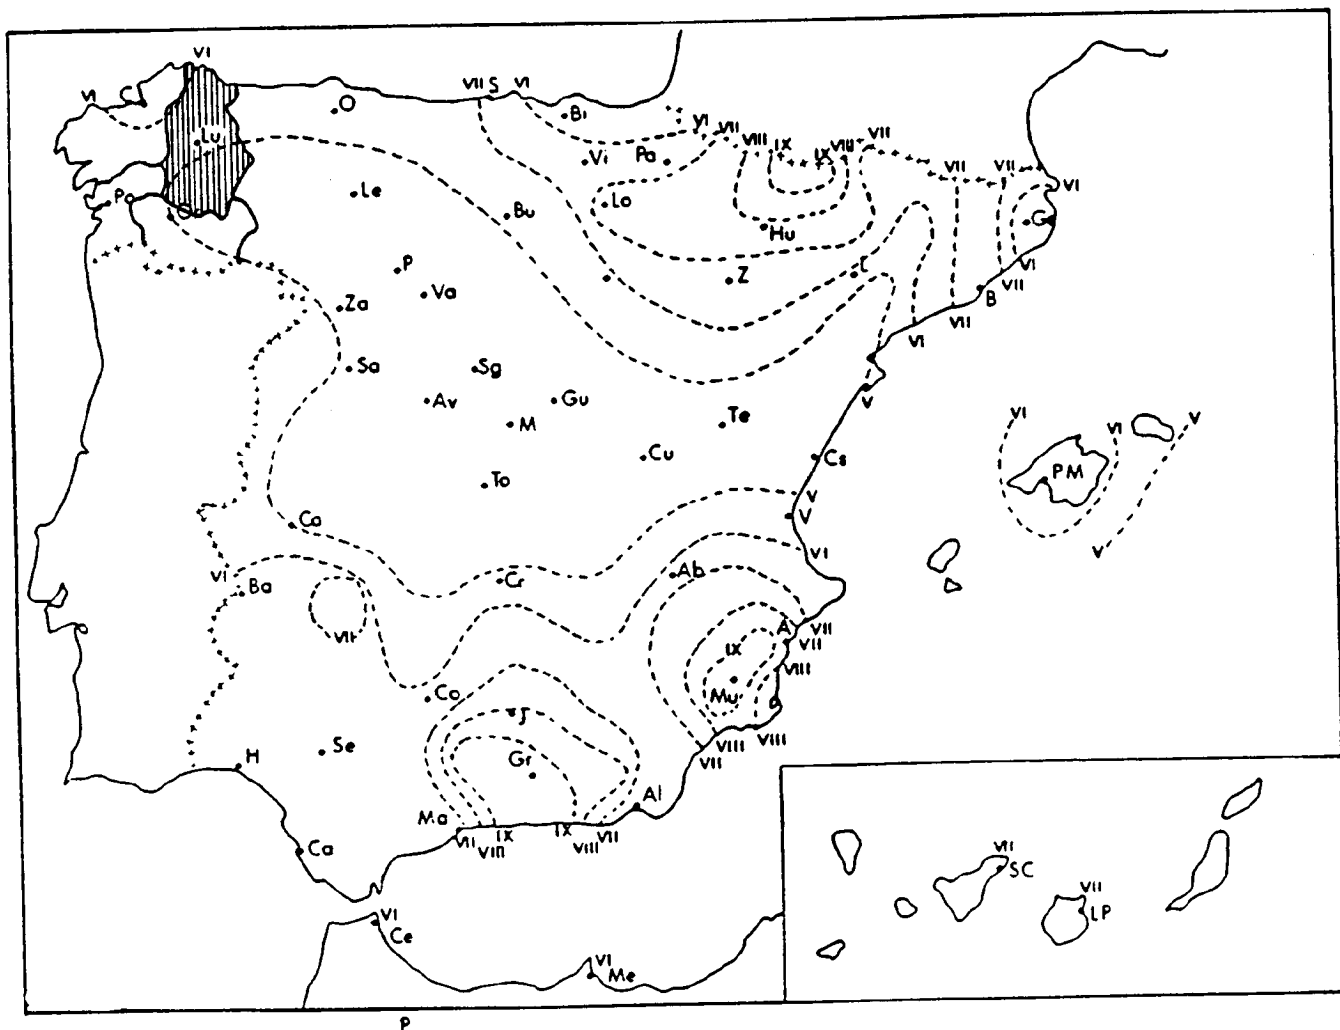 VI
VI C
VII S VI
O
Bi
Lu
VI VII VIII IX IX VIII VII
VII VII VI
Vi Pa
Po
O
Le
Bu
Lo
Hu
G
P
Z
L
VI
VII
B
Za
Va
VII
VI
Sa
Sg
Av
Gu
M
Te
V
Cu
Cs
To
V
V
Ca
VI PM VI V
V
VI
VI
Ba
Cr
Ab
VII
VII
A
VII
IX
VIII
Mu
Co
J
VIII
VIII
VII
H
Se
Gr
Al
Ma
VII VIII IX IX VIII VII
Ca
VI
Ce
VI
Me
VII
SC
VII
LP
P